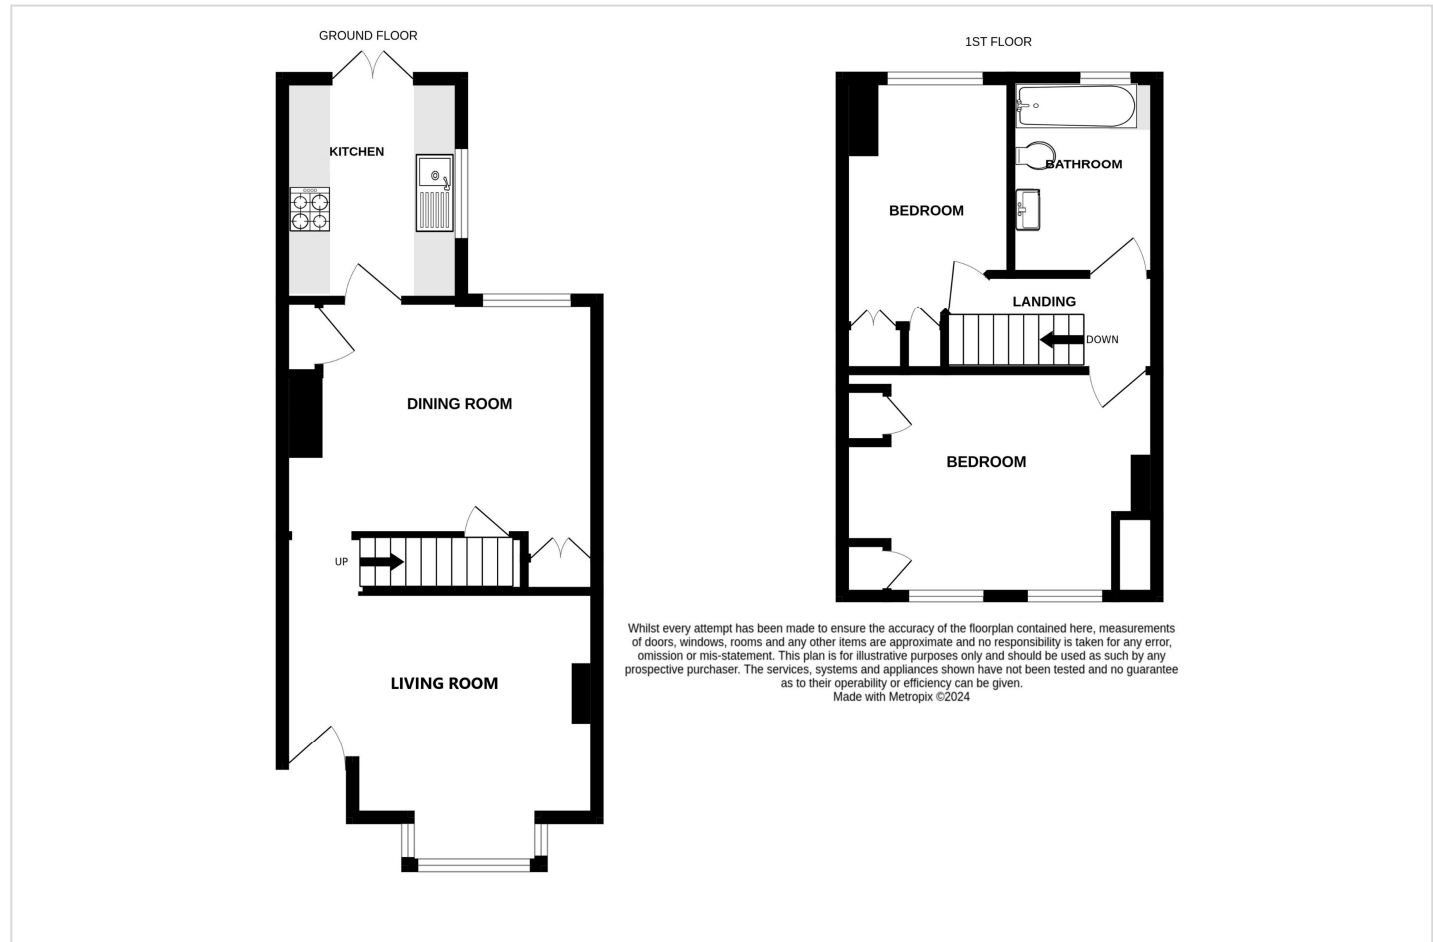 GROUND FLOOR
KITCHEN
DINING ROOM
UP
LIVING ROOM
1ST FLOOR
BATHROOM
BEDROOM
LANDING
DOWN
BEDROOM
Whilst every attempt has been made to ensure the accuracy of the floorplan contained here, measurements
of doors, windows, rooms and any other items are approximate and no responsibility is taken for any error,
omission or mis-statement. This plan is for illustrative purposes only and should be used as such by any
prospective purchaser. The services, systems and appliances shown have not been tested and no guarantee
as to their operability or efficiency can be given.
Made with Metropix ©2024